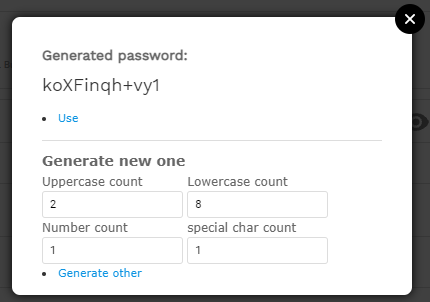 Generated password:
koXFinqh+vy1
Use
Generate new one
Uppercase count Lowercase count
2 8
Number count special char count
1 1
Generate other